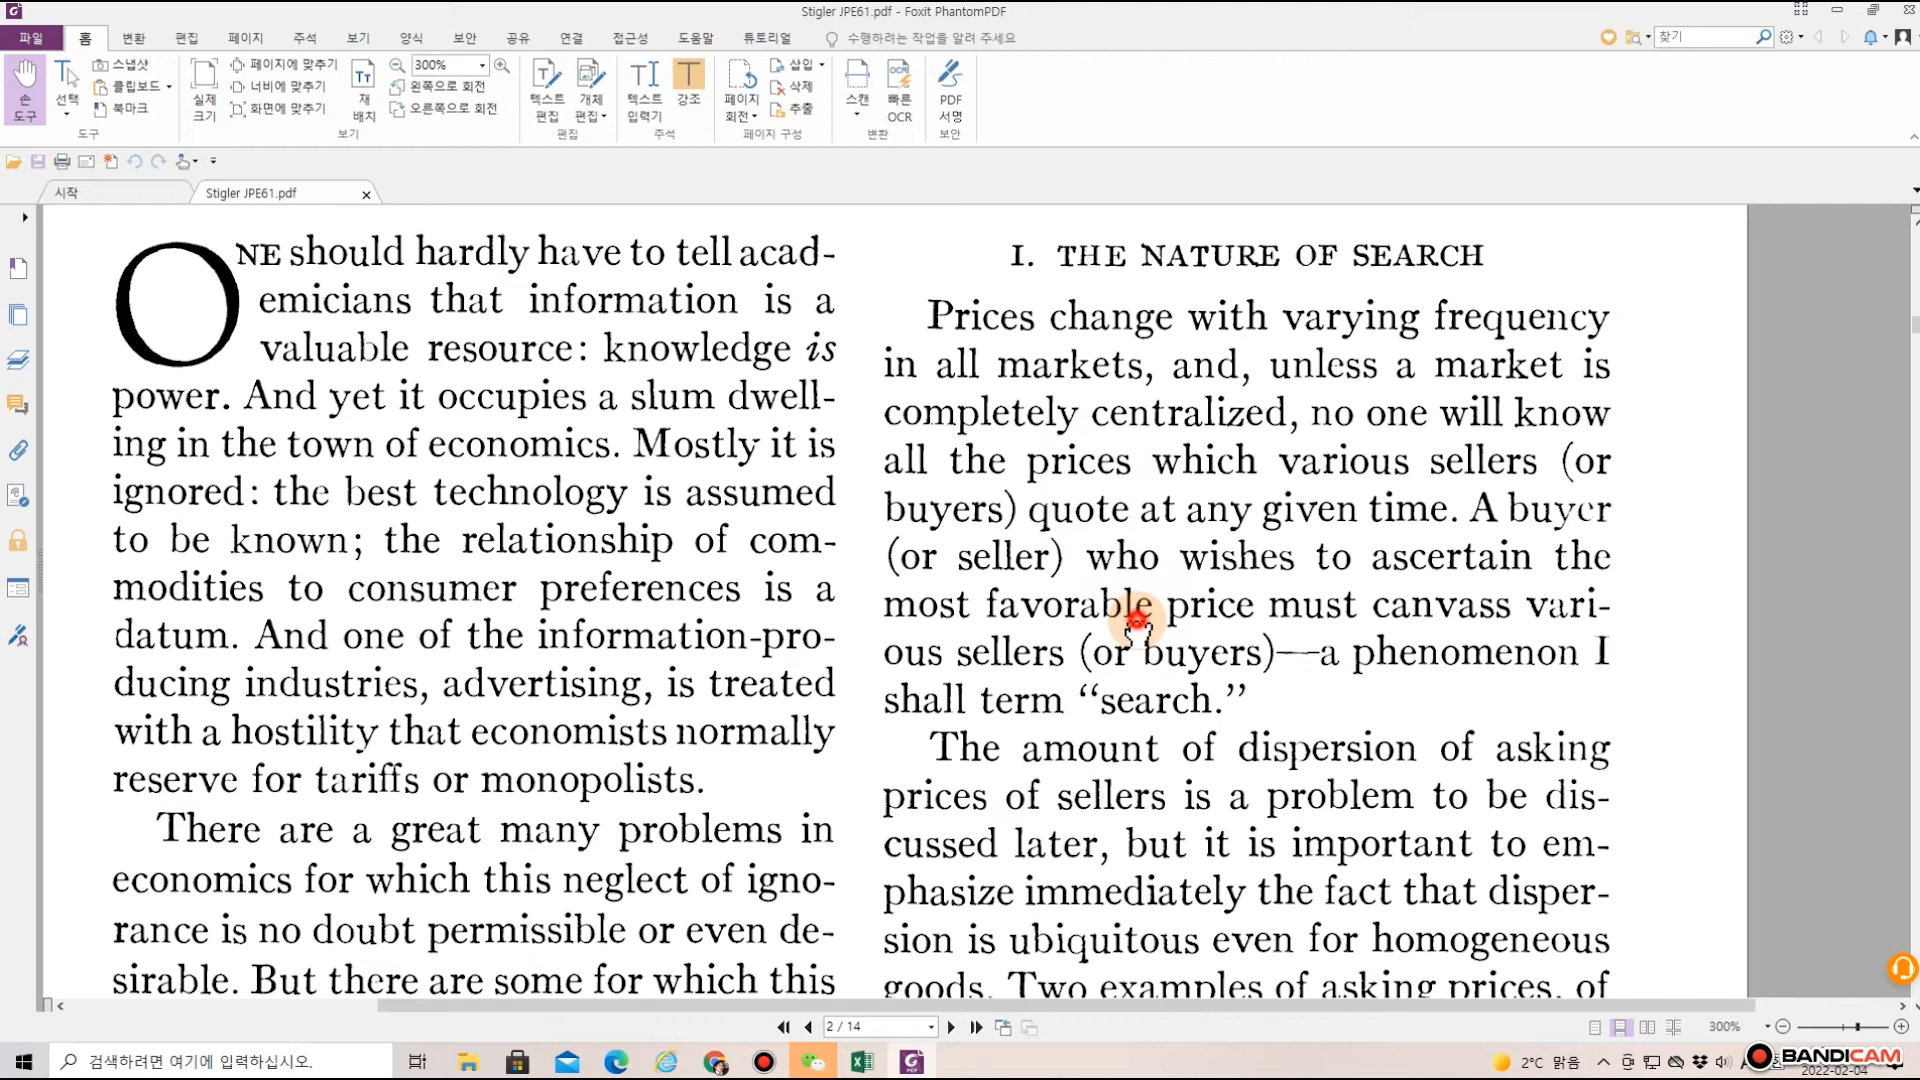 Stigler JPE61.pdf - Foxit PhantomPDF
파일 홈 변환 편집 페이지 주석 보기 양식 보안 공유 연결 접근성 도움말 튜토리얼 수행하려는 작업을 알려 주세요 찾기
손 도구
선택
스냅샷
클립보드
북마크
도구
실제 크기
페이지에 맞추기
너비에 맞추기
화면에 맞추기
재 배치
300%
왼쪽으로 회전
오른쪽으로 회전
보기
텍스트 편집
개체 편집
편집
텍스트 입력기
강조
주석
페이지 회전
삽입
삭제
추출
페이지 구성
스캔
빠른 OCR
변환
PDF 서명
보안
시작
Stigler JPE61.pdf
ONE should hardly have to tell acad-
emicians that information is a
valuable resource: knowledge is
power. And yet it occupies a slum dwell-
ing in the town of economics. Mostly it is
ignored: the best technology is assumed
to be known; the relationship of com-
modities to consumer preferences is a
datum. And one of the information-pro-
ducing industries, advertising, is treated
with a hostility that economists normally
reserve for tariffs or monopolists.
There are a great many problems in
economics for which this neglect of igno-
rance is no doubt permissible or even de-
sirable. But there are some for which this
I. THE NATURE OF SEARCH
Prices change with varying frequency
in all markets, and, unless a market is
completely centralized, no one will know
all the prices which various sellers (or
buyers) quote at any given time. A buyer
(or seller) who wishes to ascertain the
most favorable price must canvass vari-
ous sellers (or buyers)—a phenomenon I
shall term “search.”
The amount of dispersion of asking
prices of sellers is a problem to be dis-
cussed later, but it is important to em-
phasize immediately the fact that disper-
sion is ubiquitous even for homogeneous
goods. Two examples of asking prices, of
2 / 14
300%
검색하려면 여기에 입력하십시오.
2°C 맑음
BANDICAM
2022-02-04